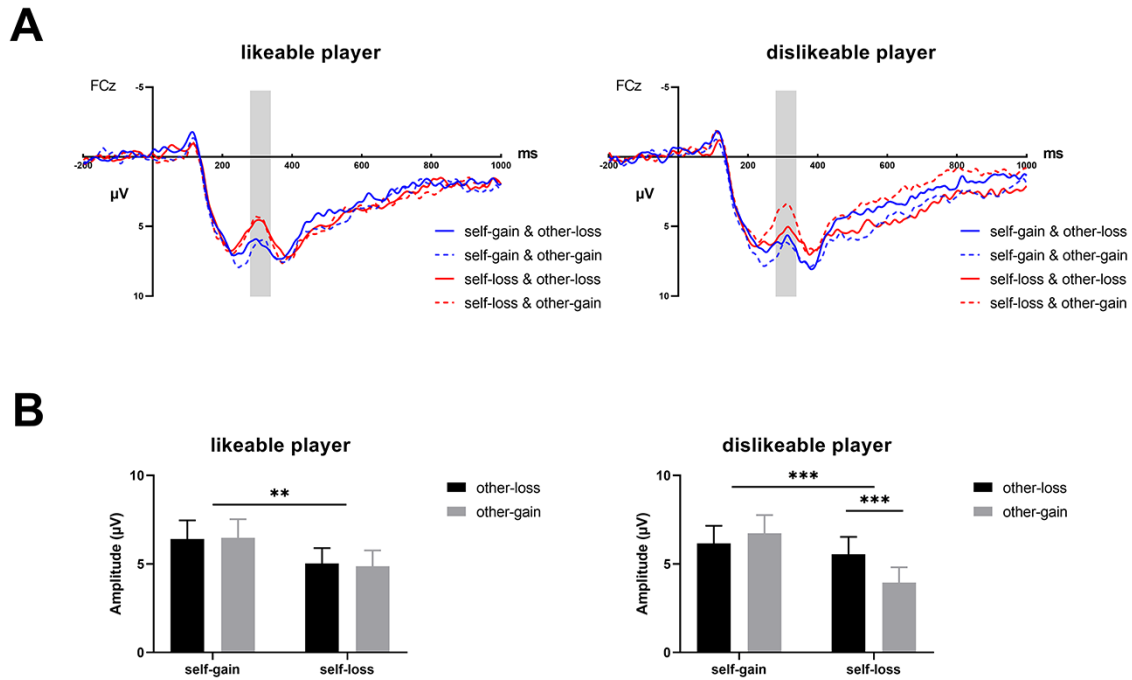 A
likeable player
dislikeable player
FCz
-5
-200
200
400
600
800
1000
ms
µV
5
10
self-gain & other-loss
self-gain & other-gain
self-loss & other-loss
self-loss & other-gain
-5
-200
200
400
600
800
1000
ms
FCz
µV
5
10
self-gain & other-loss
self-gain & other-gain
self-loss & other-loss
self-loss & other-gain
B
likeable player
10
5
0
Amplitude (µV)
**
self-gain
self-loss
other-loss
other-gain
dislikeable player
10
5
0
Amplitude (µV)
***
***
self-gain
self-loss
other-loss
other-gain